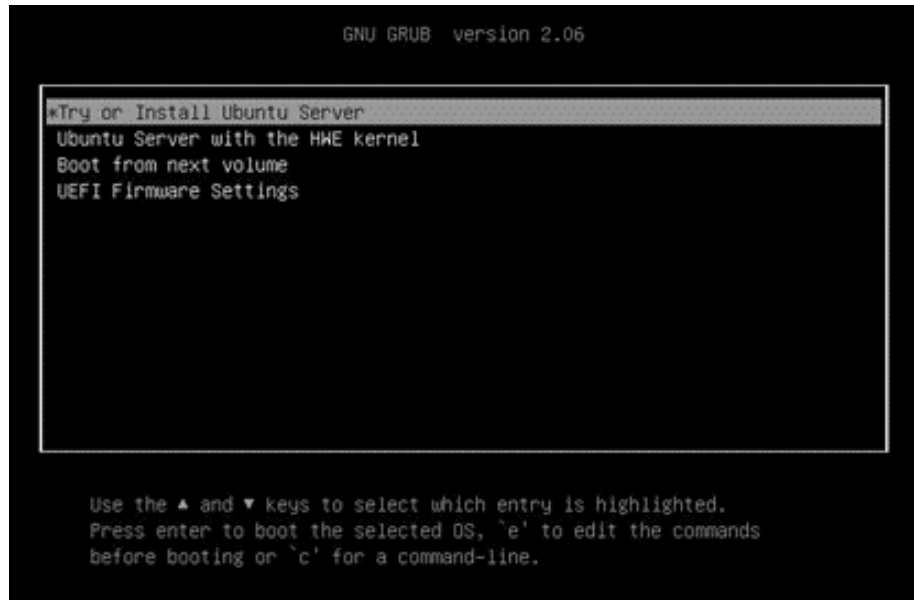 GNU GRUB  version 2.06
*Try or Install Ubuntu Server
Ubuntu Server with the HWE kernel
Boot from next volume
UEFI Firmware Settings
Use the ▲ and ▼ keys to select which entry is highlighted.
Press enter to boot the selected OS, `e' to edit the commands
before booting or `c' for a command-line.